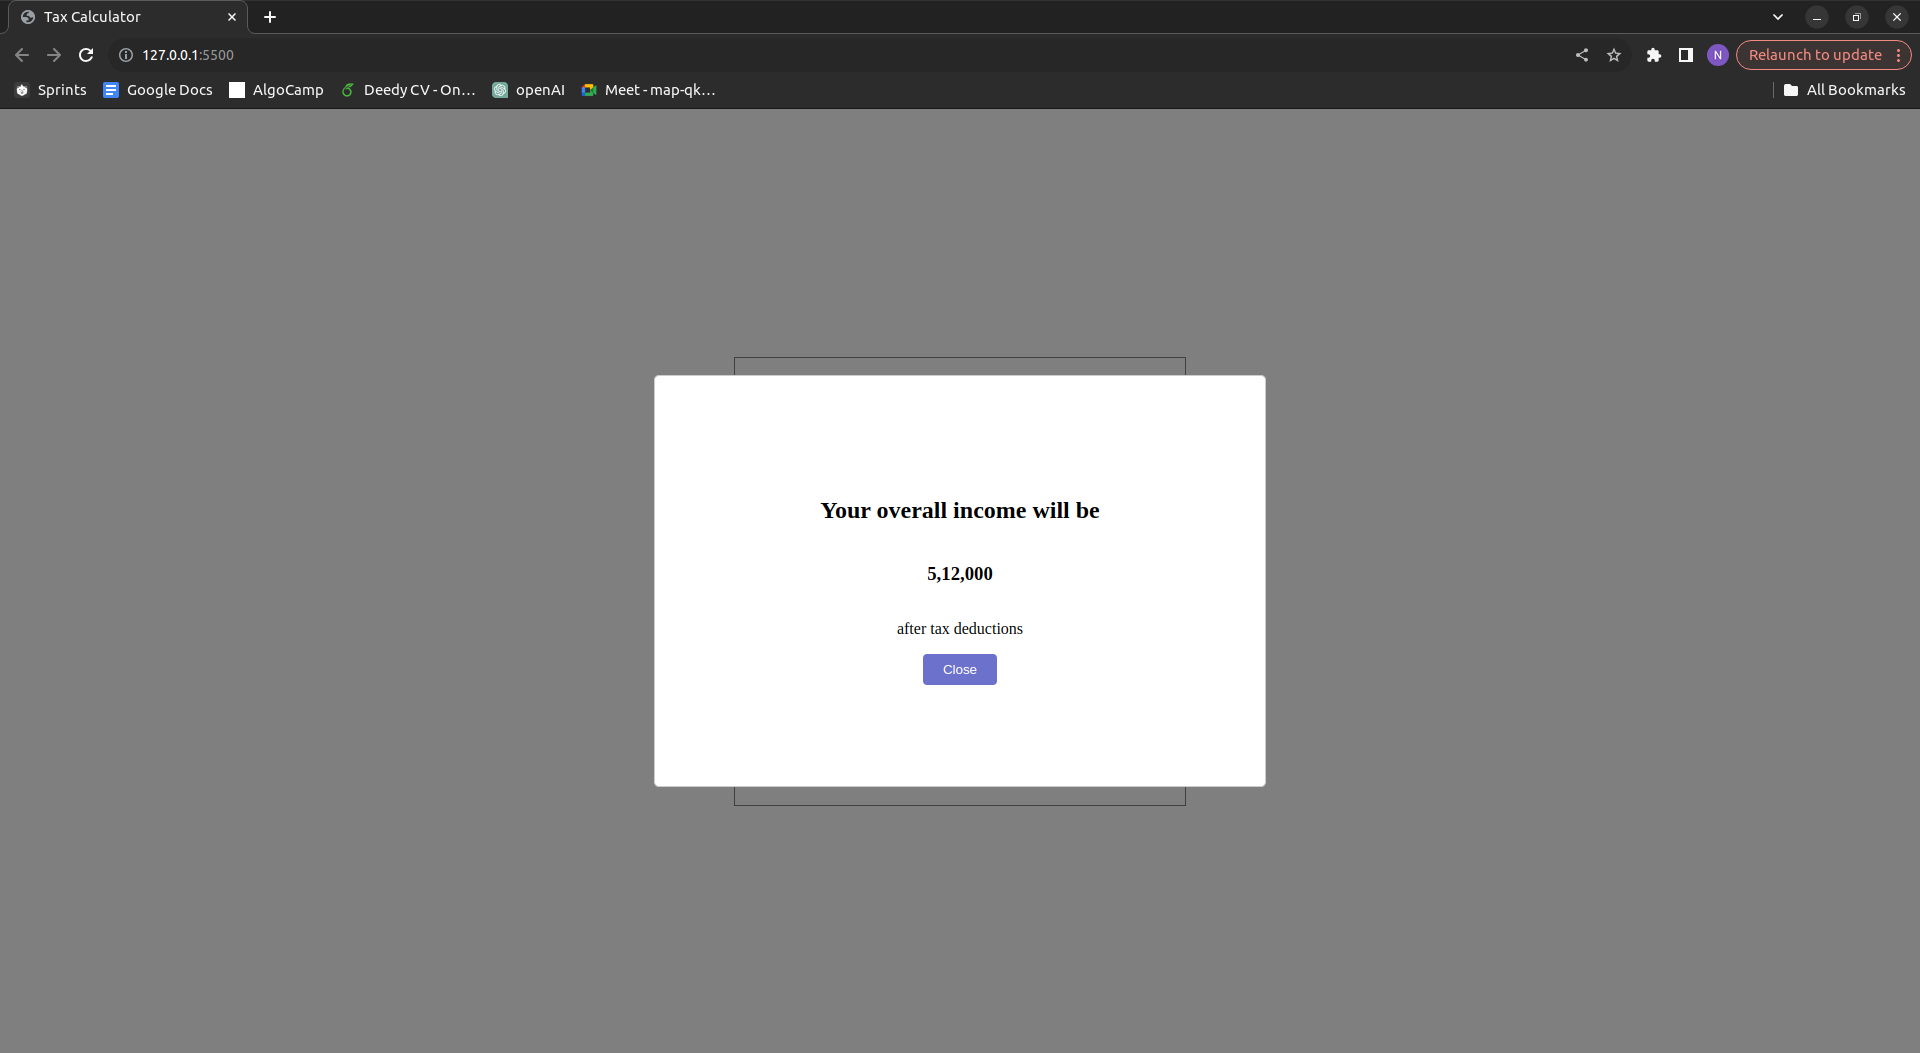 Tax Calculator
127.0.0.1:5500
N
Relaunch to update
Sprints
Google Docs
AlgoCamp
Deedy CV - On…
openAI
Meet - map-qk…
All Bookmarks
Your overall income will be
5,12,000
after tax deductions
Close